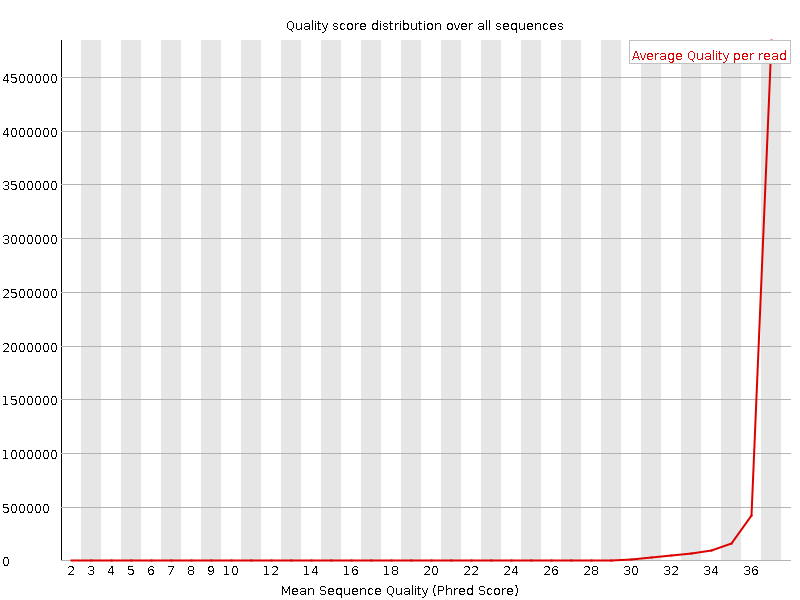 Quality score distribution over all sequences
Average Quality per read
4500000
4000000
3500000
3000000
2500000
2000000
1500000
1000000
500000
0
2 3 4 5 6 7 8 9 10 12 14 16 18 20 22 24 26 28 30 32 34 36
Mean Sequence Quality (Phred Score)